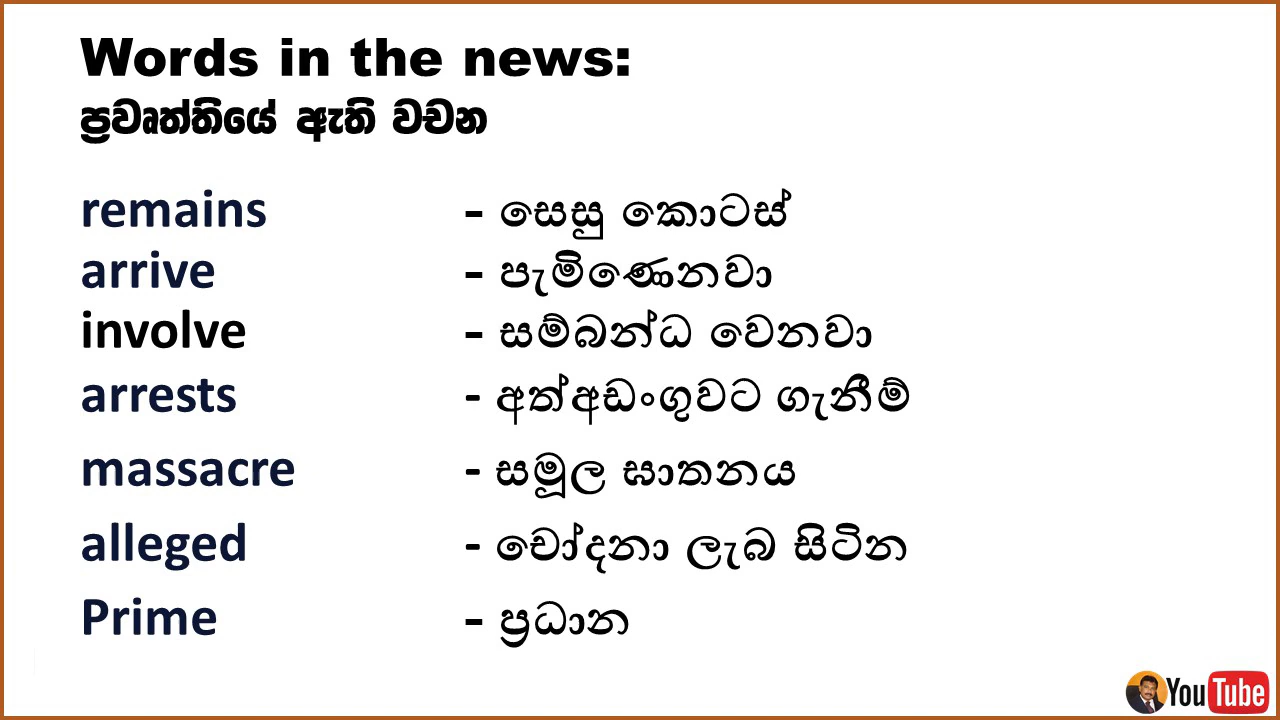 Words in the news:
ප්‍රවෘත්තියේ ඇති වචන
remains – සෙසු කොටස්
arrive – පැමිණෙනවා
involve – සම්බන්ධ වෙනවා
arrests - අත්අඩංගුවට ගැනීම්
massacre - සමූල ඝාතනය
alleged - චෝදනා ලැබ සිටින
Prime – ප්‍රධාන
YouTube